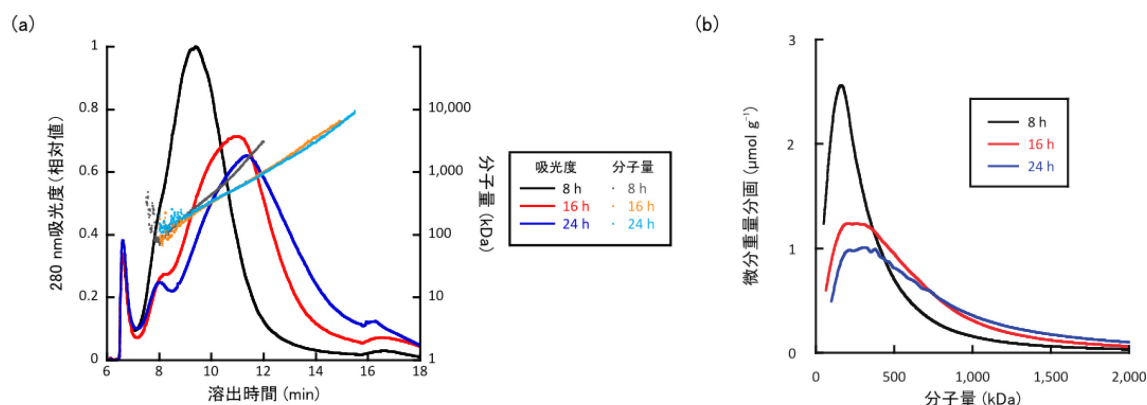 (a)
280 nm吸光度(相対値)
1
0.8
0.6
0.4
0.2
0
6
8
10
12
14
16
18
溶出時間 (min)
10,000
1,000
100
10
1
分子量 (kDa)
吸光度 分子量
8 h 8 h
16 h 16 h
24 h 24 h
(b)
微分重量分画 (μmol g⁻¹)
3
2
1
0
0
500
1,000
1,500
2,000
分子量 (kDa)
8 h
16 h
24 h